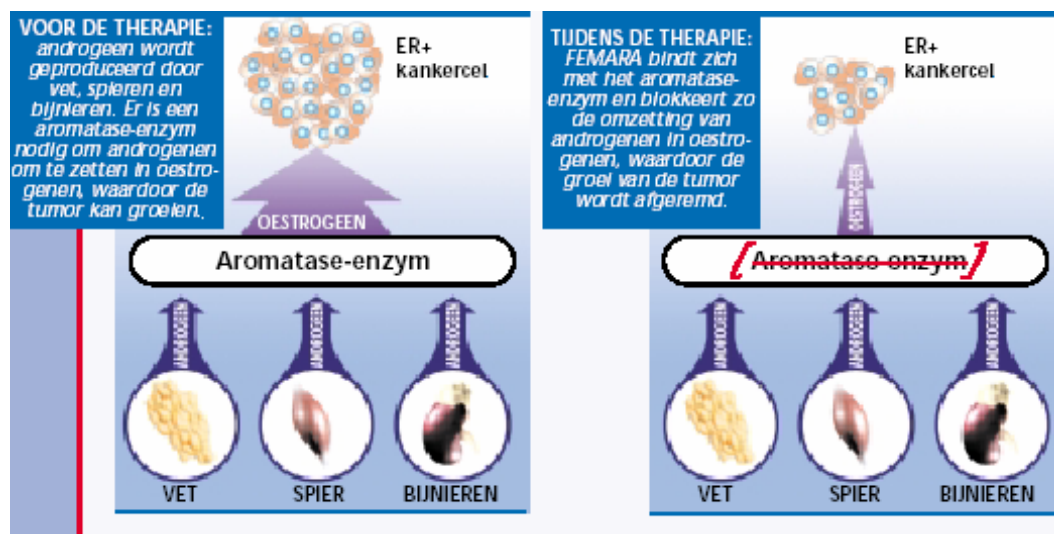 VOOR DE THERAPIE:
androgeen wordt
geproduceerd door
vet, spieren en
bijnieren. Er is een
aromatase-enzym
nodig om androgenen
om te zetten in oestro-
genen, waardoor de
tumor kan groeien.
ER+
kankercel
OESTROGEEN
Aromatase-enzym
ANDROGEEN
ANDROGEEN
ANDROGEEN
VET
SPIER
BIJNIEREN
TIJDENS DE THERAPIE:
FEMARA bindt zich
met het aromatase-
enzym en blokkeert zo
de omzetting van
androgenen in oestro-
genen, waardoor de
groei van de tumor
wordt afgeremd.
ER+
kankercel
OESTROGEEN
[Aromatase-enzym]
ANDROGEEN
ANDROGEEN
ANDROGEEN
VET
SPIER
BIJNIEREN